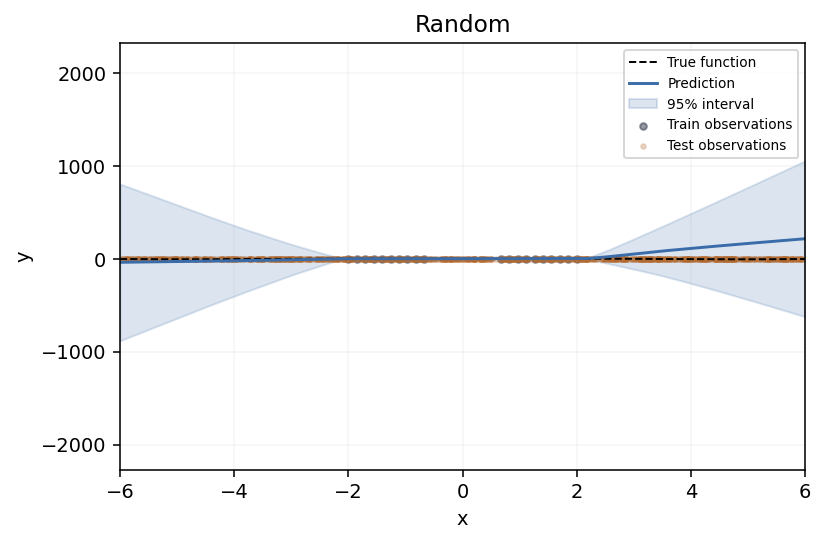 Random
2000
1000
0
−1000
−2000
y
−6
−4
−2
0
2
4
6
x
True function
Prediction
95% interval
Train observations
Test observations